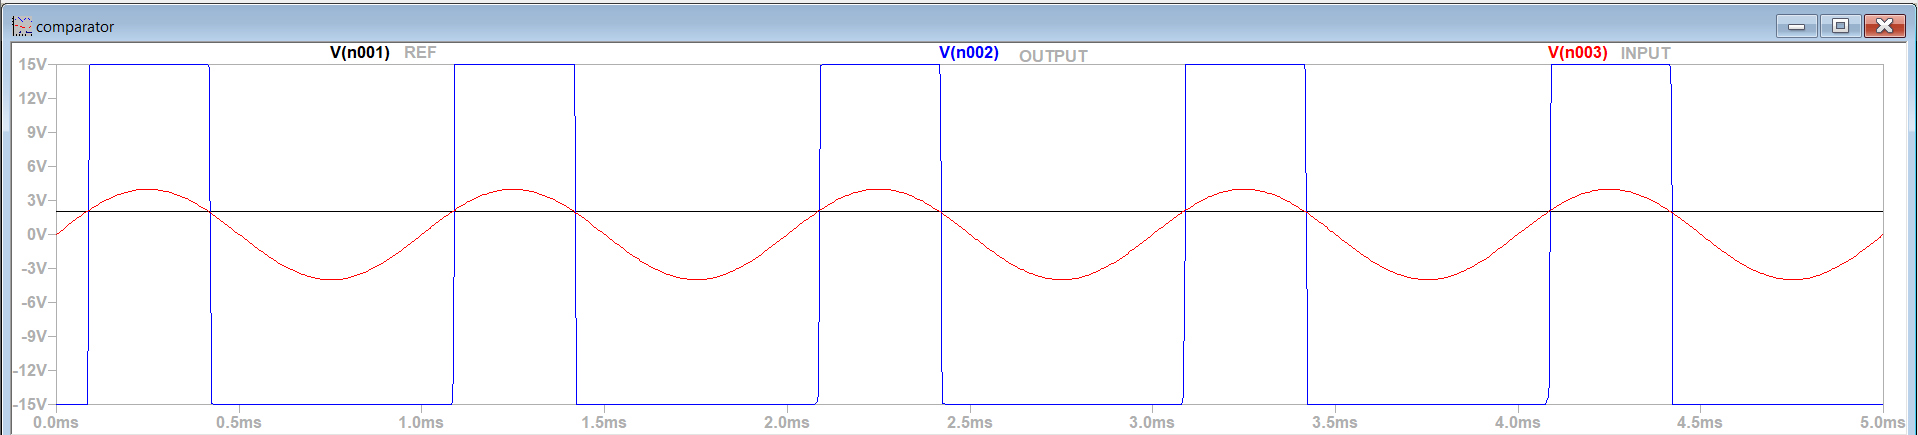 comparator
V(n001) REF V(n002) OUTPUT V(n003) INPUT
15V
12V
9V
6V
3V
0V
-3V
-6V
-9V
-12V
-15V
0.0ms 0.5ms 1.0ms 1.5ms 2.0ms 2.5ms 3.0ms 3.5ms 4.0ms 4.5ms 5.0ms